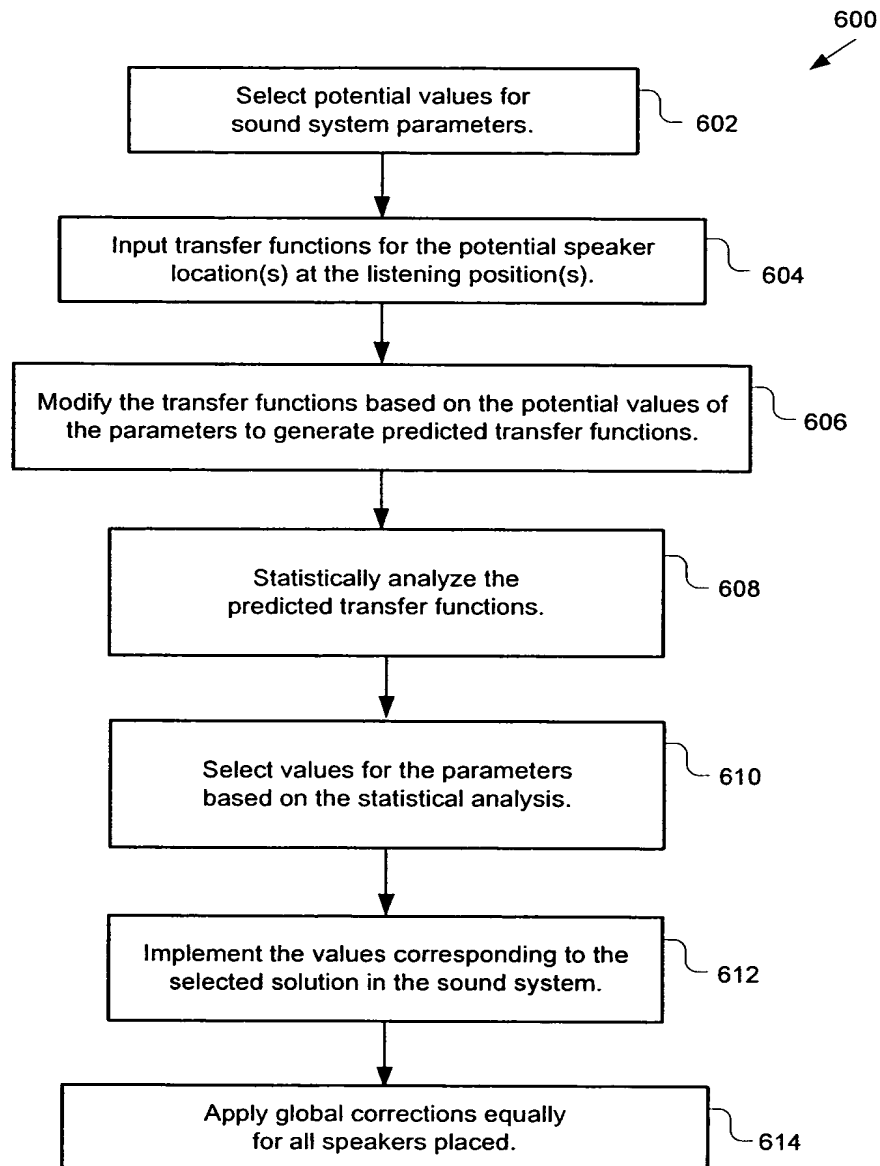 600
Select potential values for
sound system parameters.
602
Input transfer functions for the potential speaker
location(s) at the listening position(s).
604
Modify the transfer functions based on the potential values of
the parameters to generate predicted transfer functions.
606
Statistically analyze the
predicted transfer functions.
608
Select values for the parameters
based on the statistical analysis.
610
Implement the values corresponding to the
selected solution in the sound system.
612
Apply global corrections equally
for all speakers placed.
614